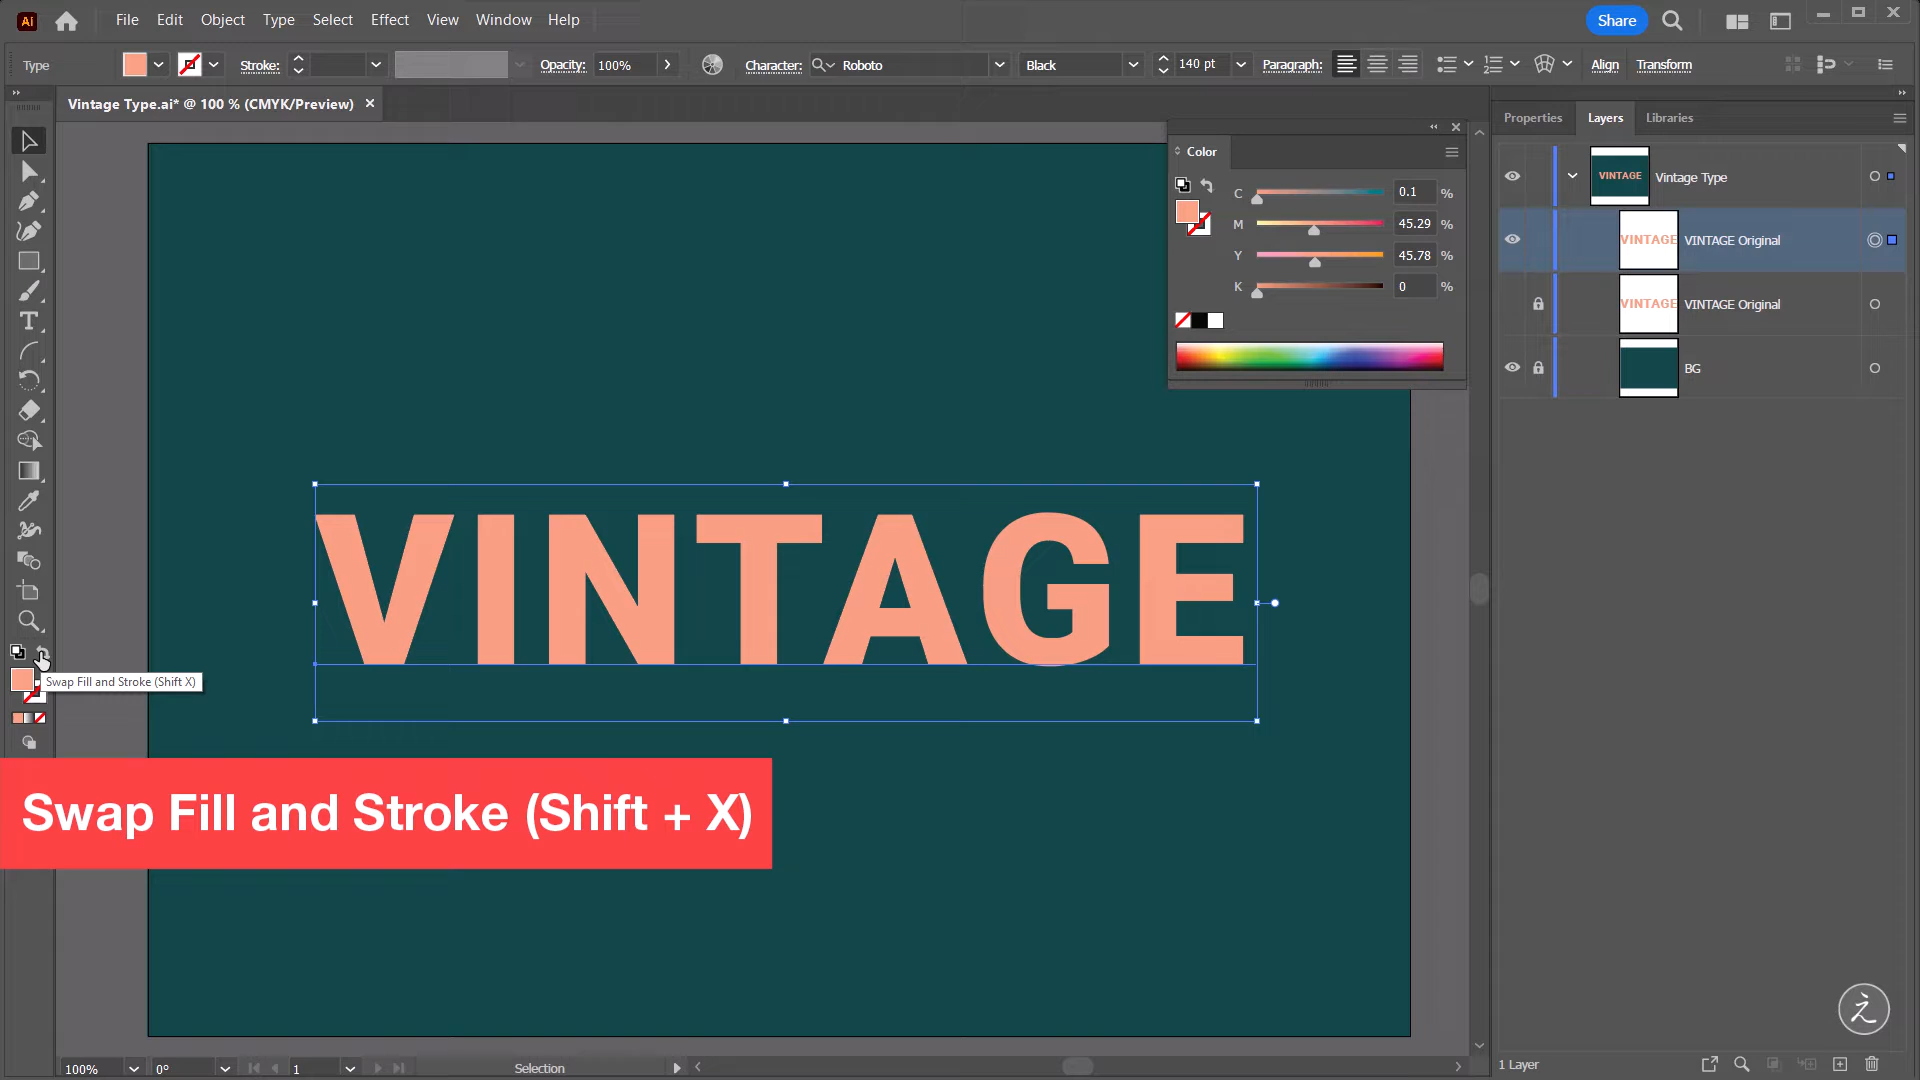 Ai
File Edit Object Type Select Effect View Window Help
Share
Type
Stroke:
Opacity: 100%
Character: Roboto
Black
140 pt
Paragraph:
Align
Transform
Vintage Type.ai* @ 100 % (CMYK/Preview)
Color
C 0.1 %
M 45.29 %
Y 45.78 %
K 0 %
Properties Layers Libraries
VINTAGE Vintage Type
VINTAGE VINTAGE Original
VINTAGE VINTAGE Original
BG
VINTAGE
Swap Fill and Stroke (Shift X)
Swap Fill and Stroke (Shift + X)
之
100%
0°
1
Selection
1 Layer